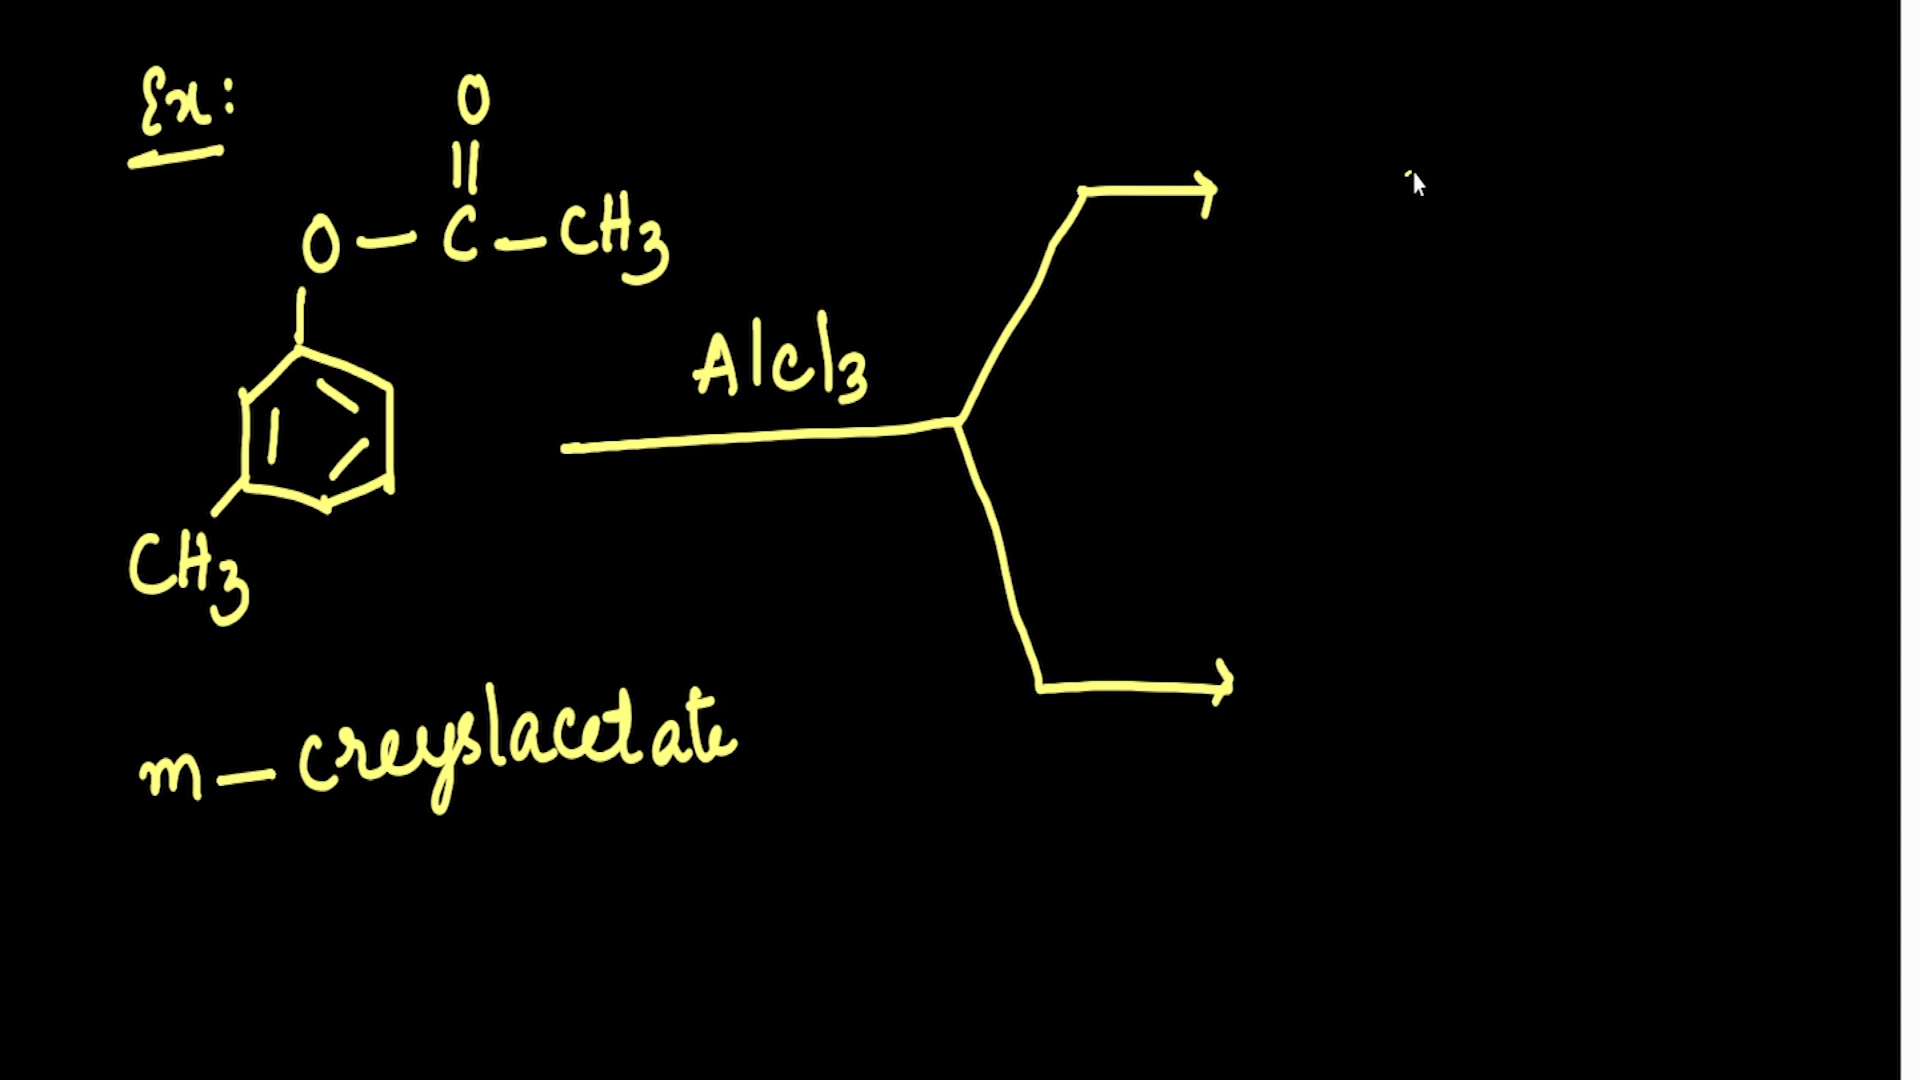 Ex:
O
O – C – CH3
AlCl3
CH3
m – creyslacetate